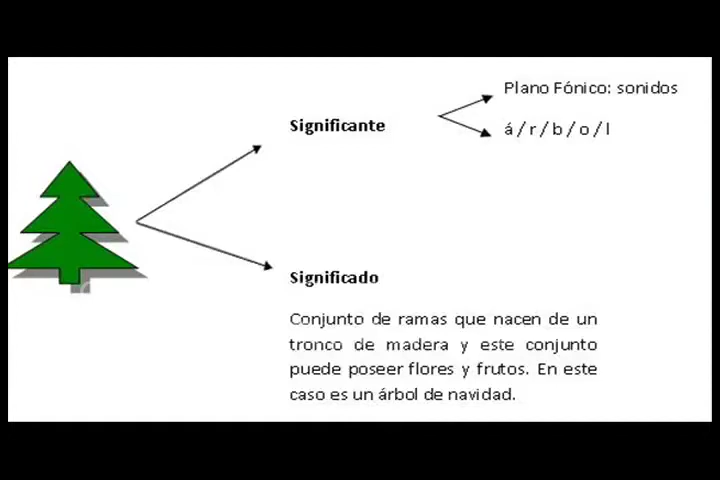 Plano Fónico: sonidos
Significante
á / r / b / o / l
Significado
Conjunto de ramas que nacen de un
tronco de madera y este conjunto
puede poseer flores y frutos. En este
caso es un árbol de navidad.